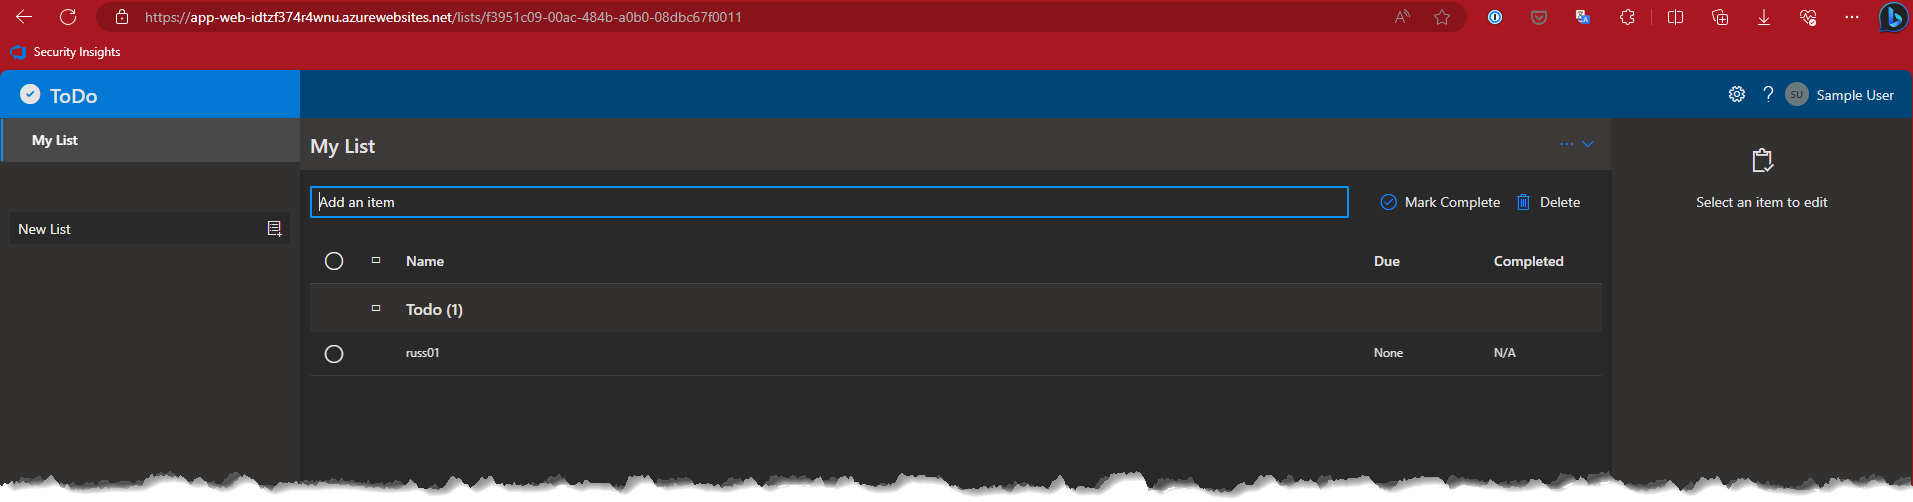 https://app-web-idtzf374r4wnu.azurewebsites.net/lists/f3951c09-00ac-484b-a0b0-08dbc67f0011
Security Insights
ToDo
? SU Sample User
My List
My List
Add an item
Mark Complete Delete
Select an item to edit
New List
Name Due Completed
Todo (1)
russ01 None N/A